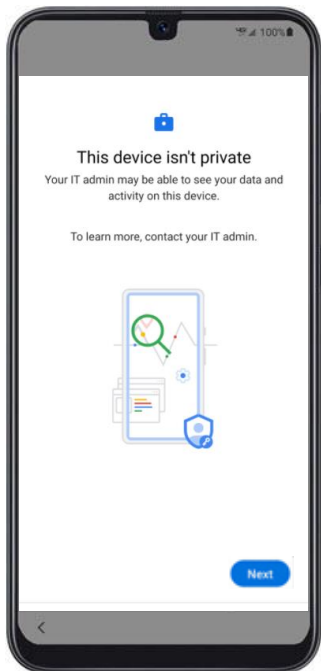 100%
This device isn't private
Your IT admin may be able to see your data and
activity on this device.
To learn more, contact your IT admin.
Next